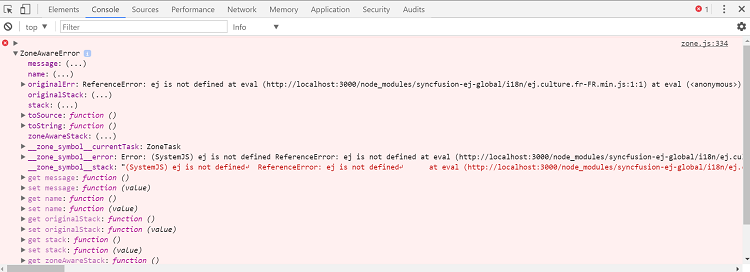 Elements Console Sources Performance Network Memory Application Security Audits 1
top Filter Info
zone.js:334
ZoneAwareError i
message: (...)
name: (...)
originalErr: ReferenceError: ej is not defined at eval (http://localhost:3000/node_modules/syncfusion-ej-global/i18n/ej.culture.fr-FR.min.js:1:1) at eval (<anonymous>)
originalStack: (...)
stack: (...)
toSource: function ()
toString: function ()
zoneAwareStack: (...)
__zone_symbol__currentTask: ZoneTask
__zone_symbol__error: Error: (SystemJS) ej is not defined ReferenceError: ej is not defined at eval (http://localhost:3000/node_modules/syncfusion-ej-global/i18n/ej.cu
__zone_symbol__stack: "(SystemJS) ej is not defined↵ ReferenceError: ej is not defined↵ at eval (http://localhost:3000/node_modules/syncfusion-ej-global/i18n/ej.
get message: function ()
set message: function (value)
get name: function ()
set name: function (value)
get originalStack: function ()
set originalStack: function (value)
get stack: function ()
set stack: function (value)
get zoneAwareStack: function ()